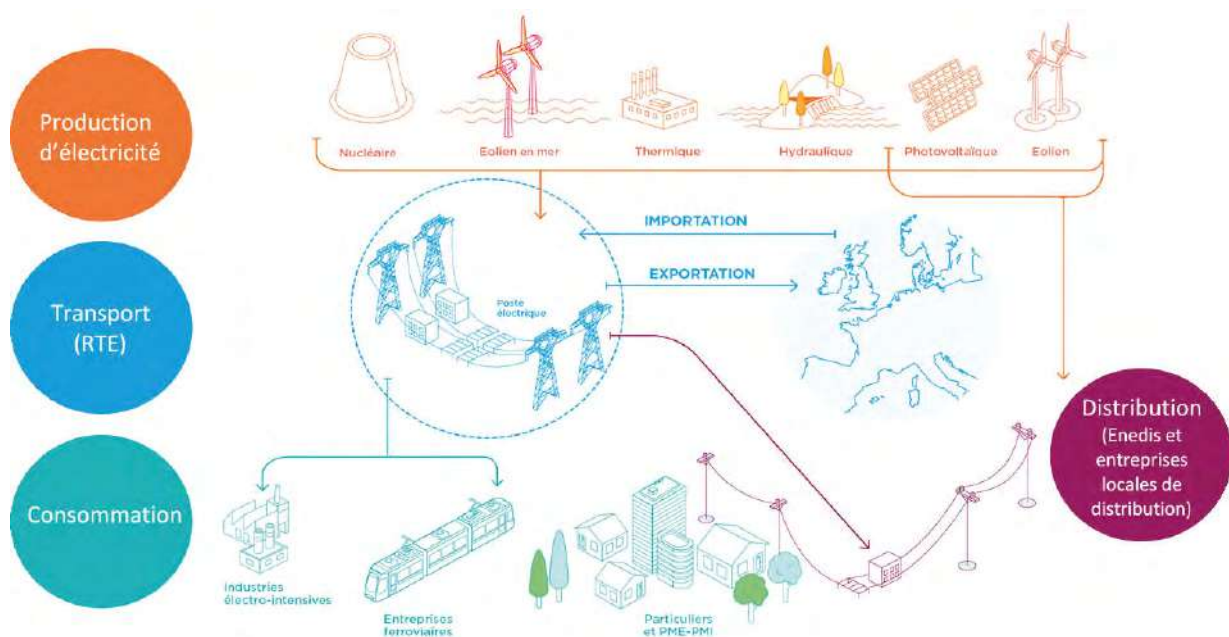 Production
d'électricité
Nucléaire
Eolien en mer
Thermique
Hydraulique
Photovoltaïque
Eolien
Transport
(RTE)
IMPORTATION
EXPORTATION
Poste
électrique
Distribution
(Enedis et
entreprises
locales de
distribution)
Consommation
Industries
électro-intensives
Entreprises
ferroviaires
Particuliers
et PME-PMI